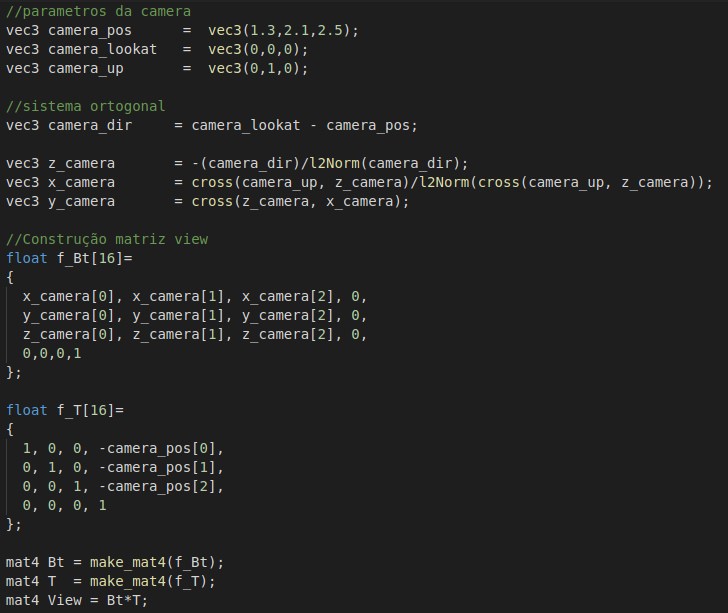 //parametros da camera
vec3 camera_pos      =  vec3(1.3,2.1,2.5);
vec3 camera_lookat   =  vec3(0,0,0);
vec3 camera_up       =  vec3(0,1,0);

//sistema ortogonal
vec3 camera_dir     = camera_lookat - camera_pos;

vec3 z_camera       = -(camera_dir)/l2Norm(camera_dir);
vec3 x_camera       = cross(camera_up, z_camera)/l2Norm(cross(camera_up, z_camera));
vec3 y_camera       = cross(z_camera, x_camera);

//Construção matriz view
float f_Bt[16]=
{
  x_camera[0], x_camera[1], x_camera[2], 0,
  y_camera[0], y_camera[1], y_camera[2], 0,
  z_camera[0], z_camera[1], z_camera[2], 0,
  0,0,0,1
};

float f_T[16]=
{
  1, 0, 0, -camera_pos[0],
  0, 1, 0, -camera_pos[1],
  0, 0, 1, -camera_pos[2],
  0, 0, 0, 1
};

mat4 Bt = make_mat4(f_Bt);
mat4 T  = make_mat4(f_T);
mat4 View = Bt*T;